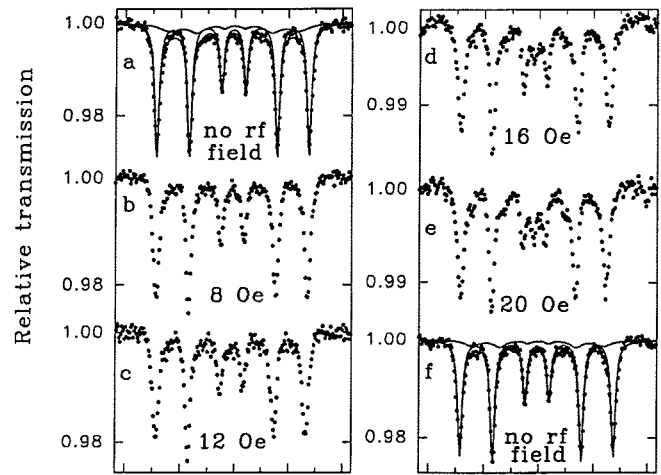 Relative transmission
1.00
a
0.98
no rf
field
1.00
b
0.98
8 Oe
1.00
c
0.98
12 Oe
1.00
d
0.99
16 Oe
1.00
e
0.99
20 Oe
1.00
f
0.98
no rf
field